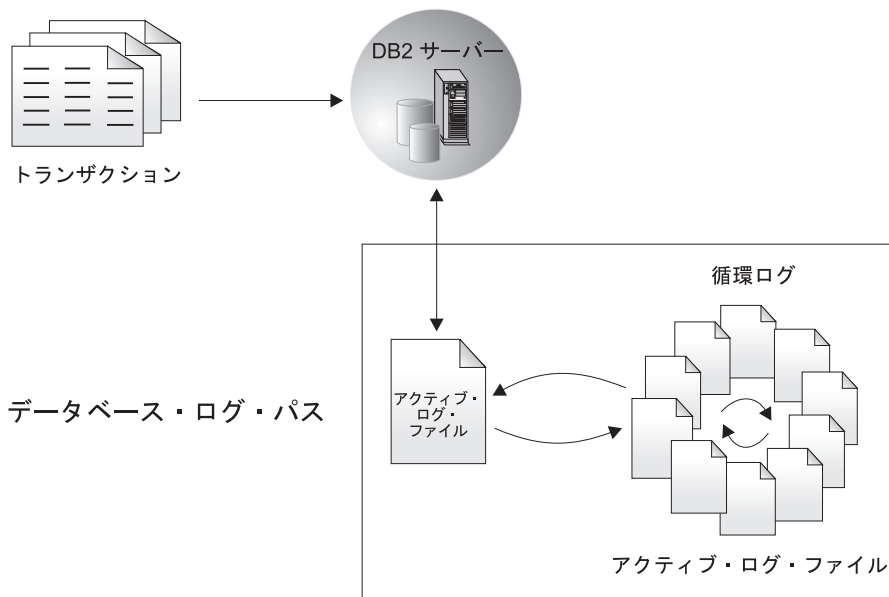 DB2 サーバー
トランザクション
循環ログ
アクティブ・
ログ・
ファイル
データベース・ログ・パス
アクティブ・ログ・ファイル